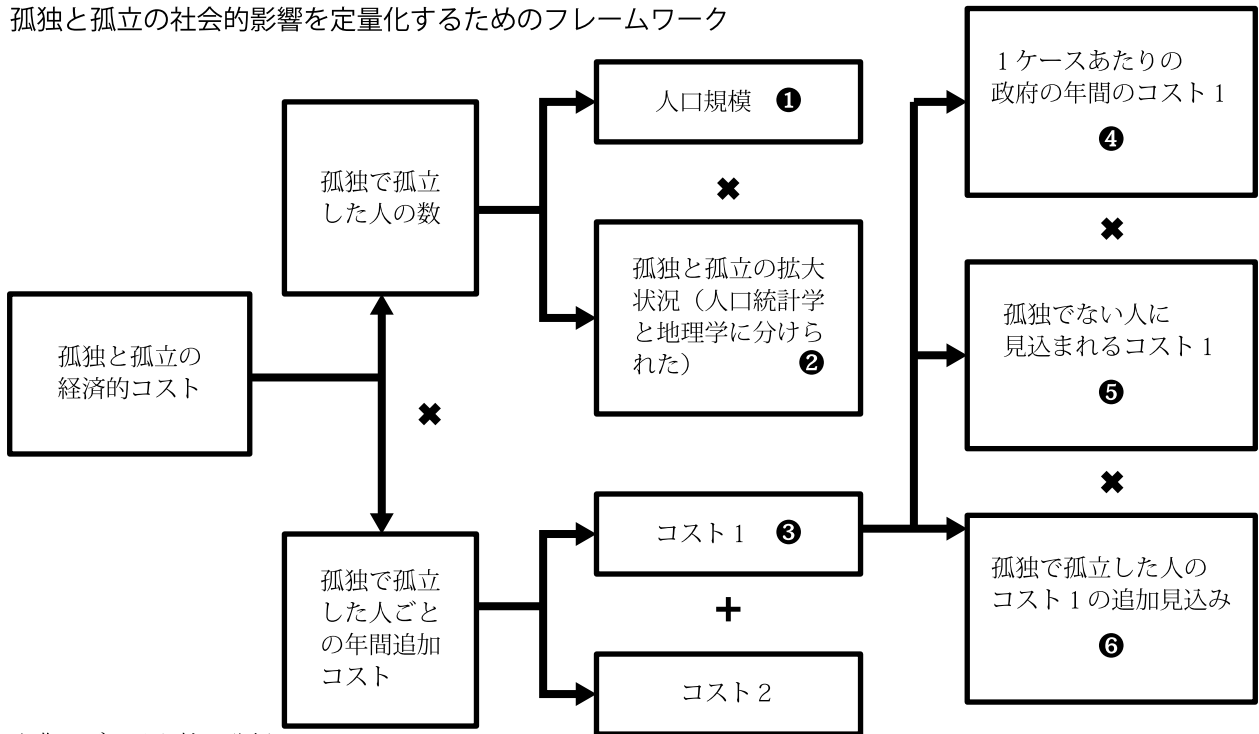 孤独と孤立の社会的影響を定量化するためのフレームワーク
孤独と孤立の
経済的コスト
✖
孤独で孤立
した人の数
孤独で孤立
した人ごと
の年間追加
コスト
人口規模 ❶
✖
孤独と孤立の拡大
状況（人口統計学
と地理学に分けら
れた） ❷
コスト1 ❸
＋
コスト2
1ケースあたりの
政府の年間のコスト1
❹
✖
孤独でない人に
見込まれるコスト1
❺
✖
孤独で孤立した人の
コスト1の追加見込み
❻